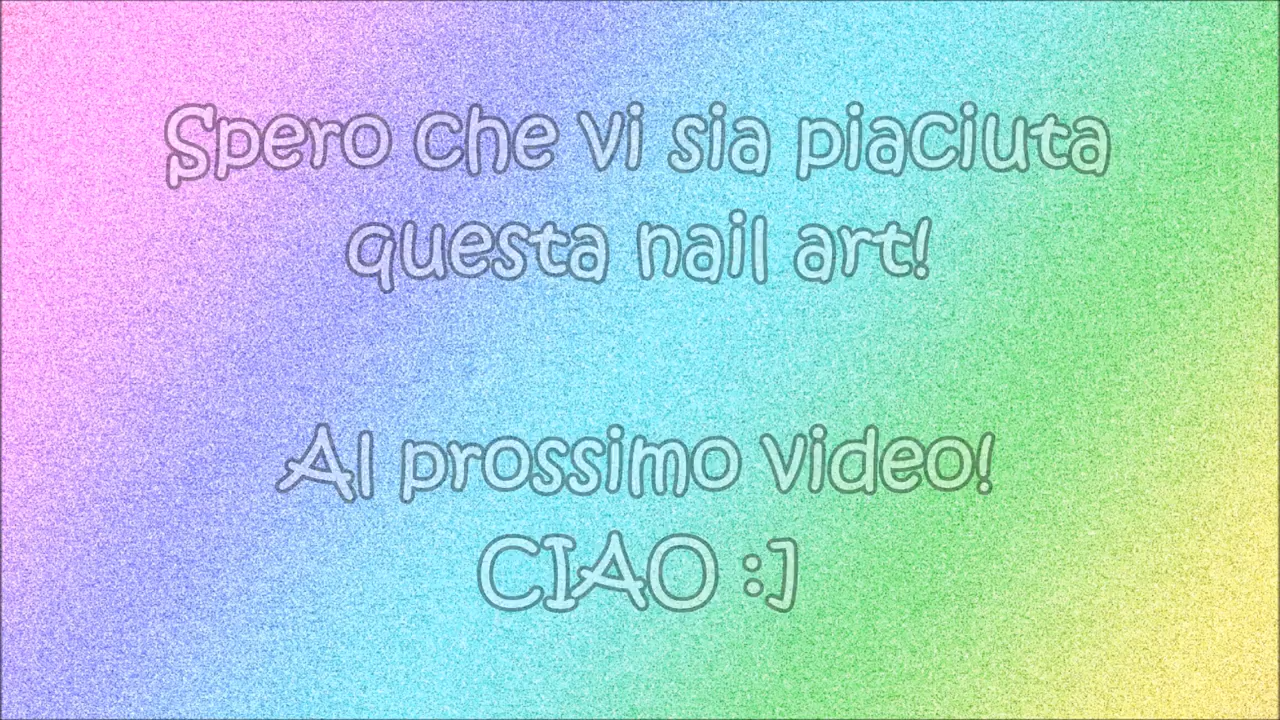 Spero che vi sia piaciuta
questa nail art!
Al prossimo video!
CIAO :]